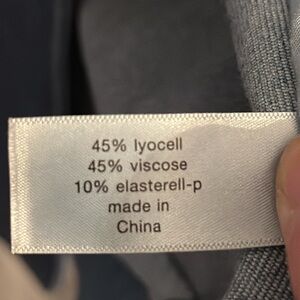 45% lyocell
45% viscose
10% elasterell-p
made in
China